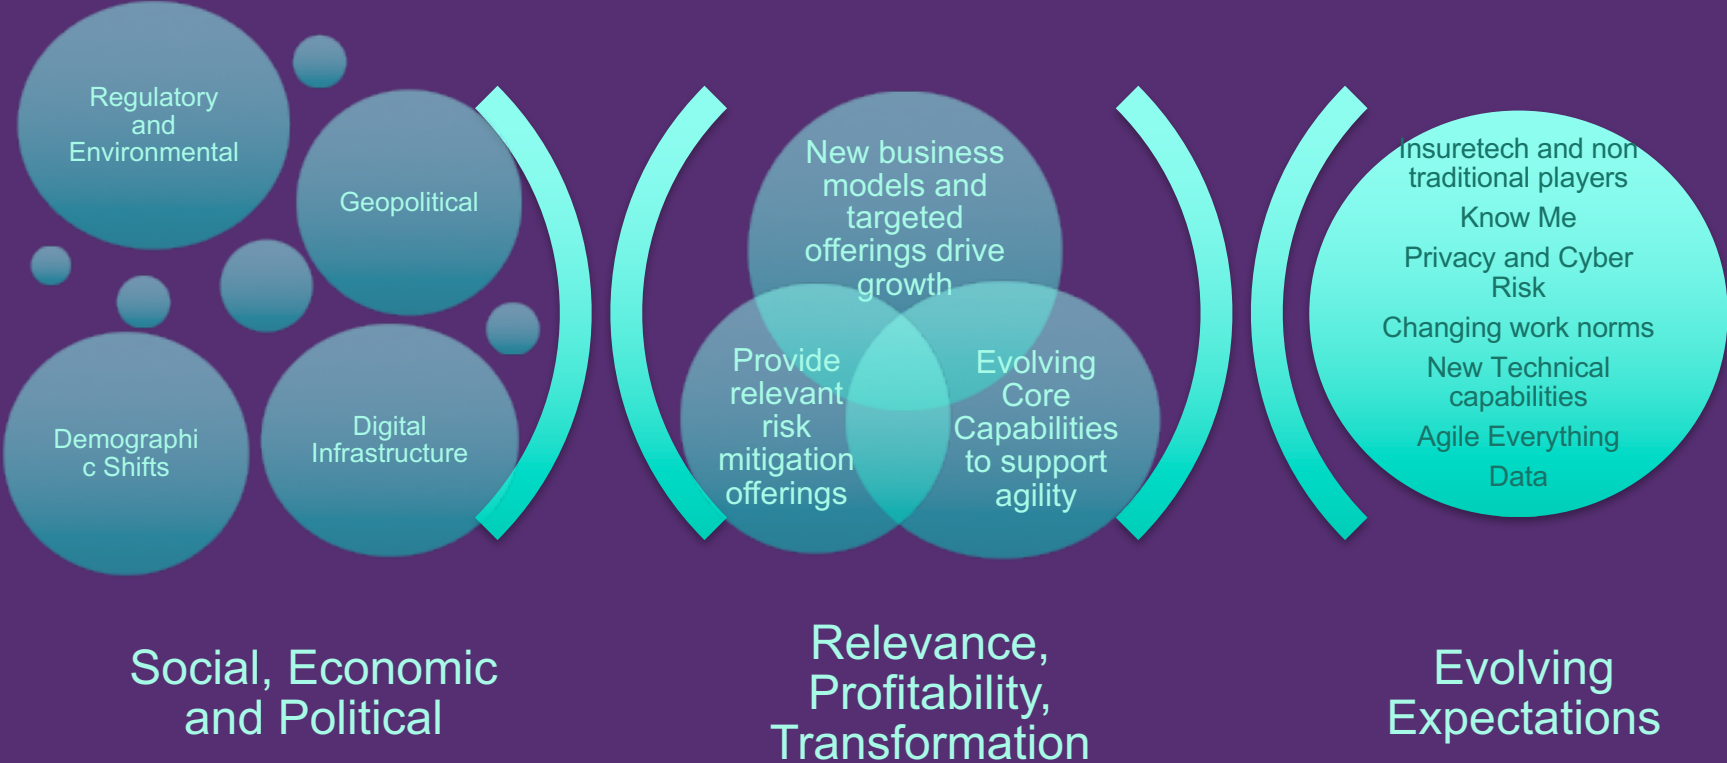 Regulatory
and
Environmental
Geopolitical
Demographi
c Shifts
Digital
Infrastructure
Social, Economic
and Political
New business
models and
targeted
offerings drive
growth
Provide
relevant
risk
mitigation
offerings
Evolving
Core
Capabilities
to support
agility
Relevance,
Profitability,
Transformation
Insuretech and non
traditional players
Know Me
Privacy and Cyber
Risk
Changing work norms
New Technical
capabilities
Agile Everything
Data
Evolving
Expectations